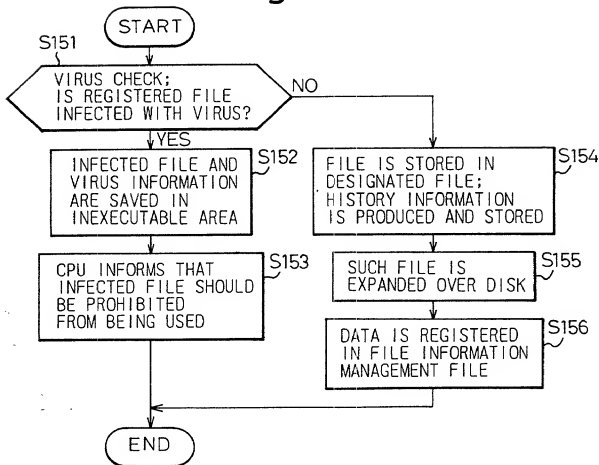 START
S151
VIRUS CHECK;
IS REGISTERED FILE
INFECTED WITH VIRUS?
NO
YES
S152
INFECTED FILE AND
VIRUS INFORMATION
ARE SAVED IN
INEXECUTABLE AREA
S153
CPU INFORMS THAT
INFECTED FILE SHOULD
BE PROHIBITED
FROM BEING USED
S154
FILE IS STORED IN
DESIGNATED FILE;
HISTORY INFORMATION
IS PRODUCED AND STORED
S155
SUCH FILE IS
EXPANDED OVER DISK
S156
DATA IS REGISTERED
IN FILE INFORMATION
MANAGEMENT FILE
END